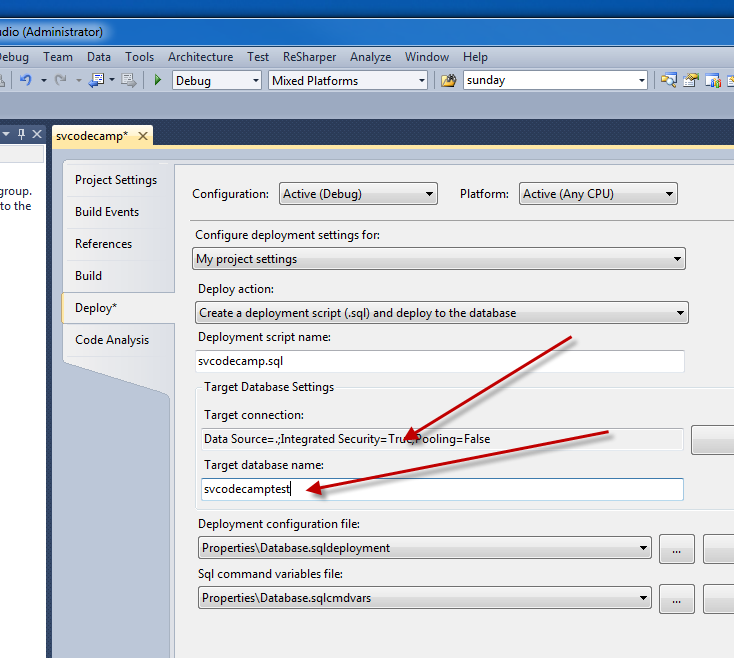 udio (Administrator)
Debug Team Data Tools Architecture Test ReSharper Analyze Window Help
Debug Mixed Platforms sunday
svcodecamp*
group.
to the
Project Settings
Build Events
References
Build
Deploy*
Code Analysis
Configuration: Active (Debug) Platform: Active (Any CPU)
Configure deployment settings for:
My project settings
Deploy action:
Create a deployment script (.sql) and deploy to the database
Deployment script name:
svcodecamp.sql
Target Database Settings
Target connection:
Data Source=.;Integrated Security=True;Pooling=False
Target database name:
svcodecamptest
Deployment configuration file:
Properties\Database.sqldeployment ...
Sql command variables file:
Properties\Database.sqlcmdvars ...